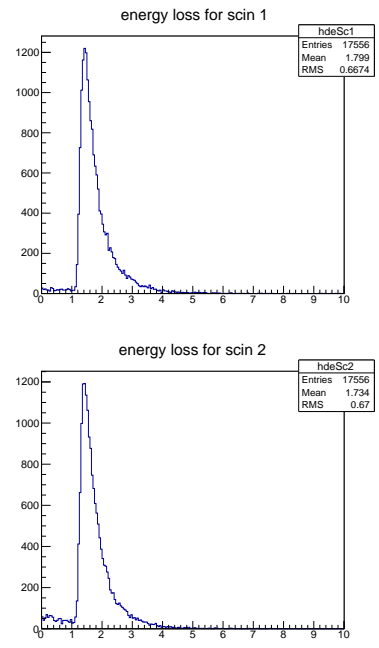 energy loss for scin 1
hdeSc1
Entries 17556
Mean 1.799
RMS 0.6674
1200
1000
800
600
400
200
0
0 1 2 3 4 5 6 7 8 9 10
energy loss for scin 2
hdeSc2
Entries 17556
Mean 1.734
RMS 0.67
1200
1000
800
600
400
200
0
0 1 2 3 4 5 6 7 8 9 10